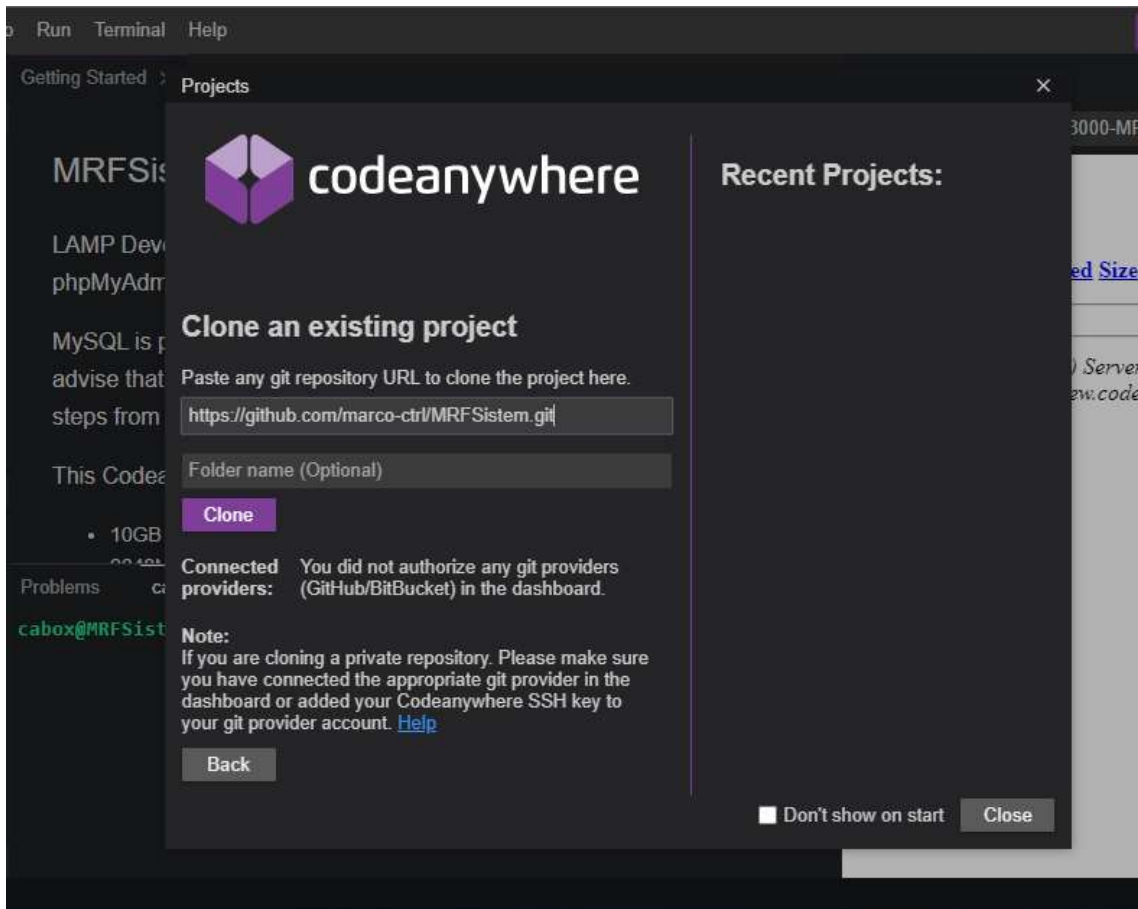 Run Terminal Help
Getting Started
Projects
MRFSis
codeanywhere
Recent Projects:
3000-MF
LAMP Deve
phpMyAdm
ed Size
Clone an existing project
MySQL is p
advise that
steps from
Paste any git repository URL to clone the project here.
) Server
ew.code
https://github.com/marco-ctrl/MRFSistem.git
Folder name (Optional)
This Codea
Clone
• 10GB
Connected providers:
You did not authorize any git providers
(GitHub/BitBucket) in the dashboard.
Problems
ca
cabox@MRFSist
Note:
If you are cloning a private repository. Please make sure
you have connected the appropriate git provider in the
dashboard or added your Codeanywhere SSH key to
your git provider account. Help
Back
Don't show on start
Close